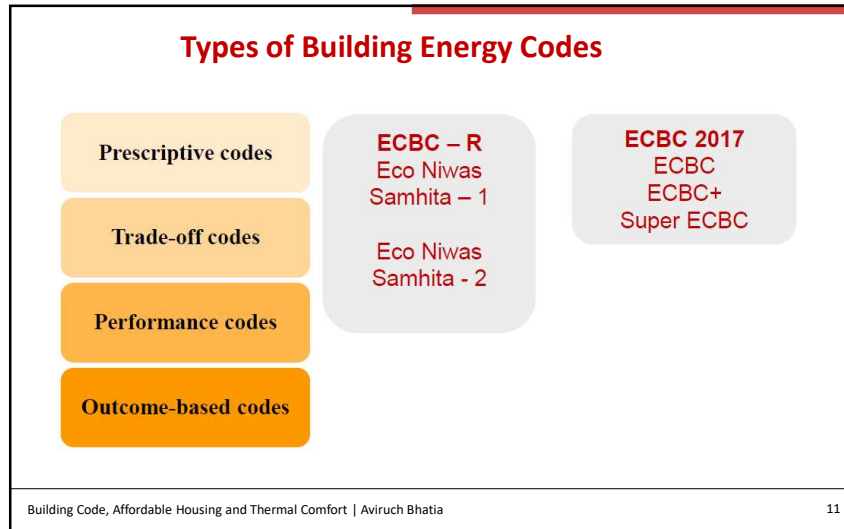 Types of Building Energy Codes
Prescriptive codes
Trade-off codes
Performance codes
Outcome-based codes
ECBC – R
Eco Niwas
Samhita – 1
Eco Niwas
Samhita - 2
ECBC 2017
ECBC
ECBC+
Super ECBC
Building Code, Affordable Housing and Thermal Comfort | Aviruch Bhatia
11